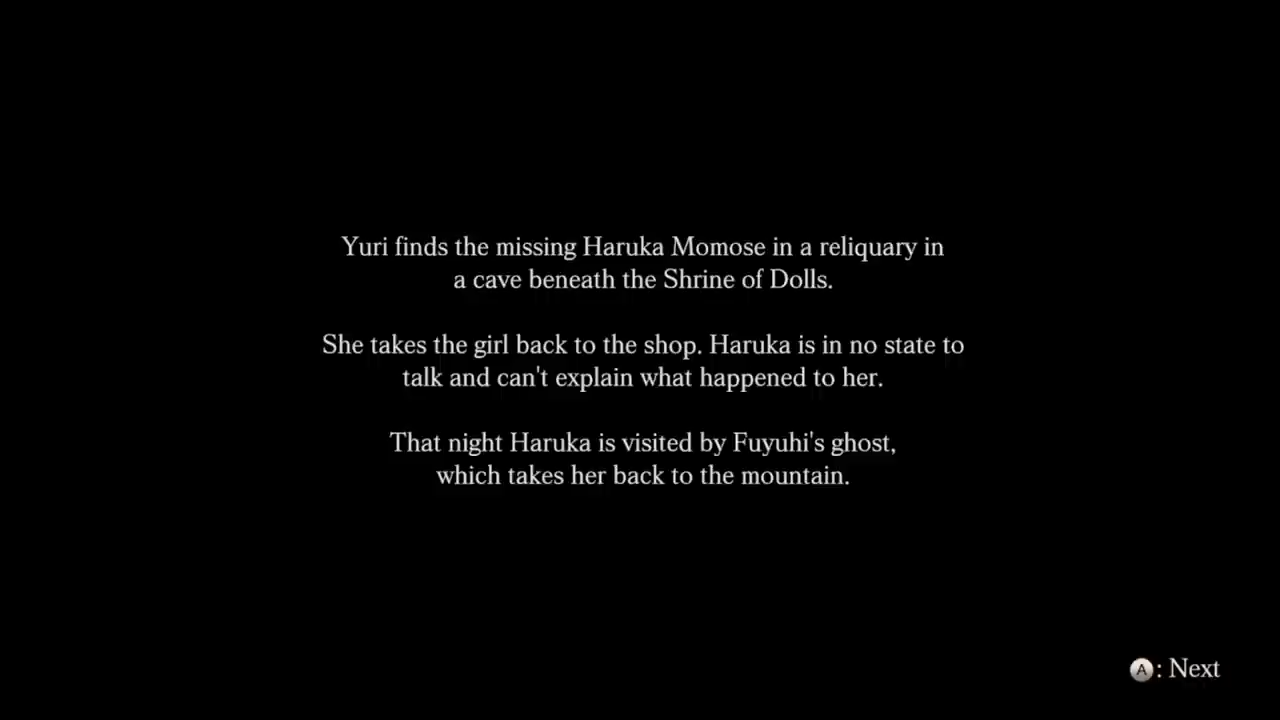 Yuri finds the missing Haruka Momose in a reliquary in
a cave beneath the Shrine of Dolls.
She takes the girl back to the shop. Haruka is in no state to
talk and can't explain what happened to her.
That night Haruka is visited by Fuyuhi's ghost,
which takes her back to the mountain.
A: Next